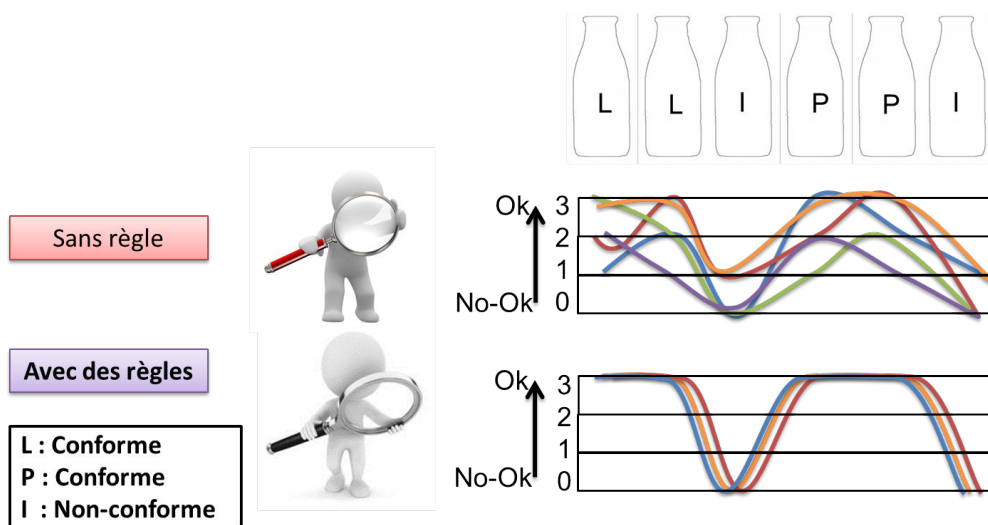 L L I P P I
Sans règle
Ok
3
2
1
No-Ok
0
Avec des règles
Ok
3
2
1
No-Ok
0
L : Conforme
P : Conforme
I : Non-conforme